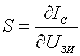 S = ∂I_c / ∂U_зи